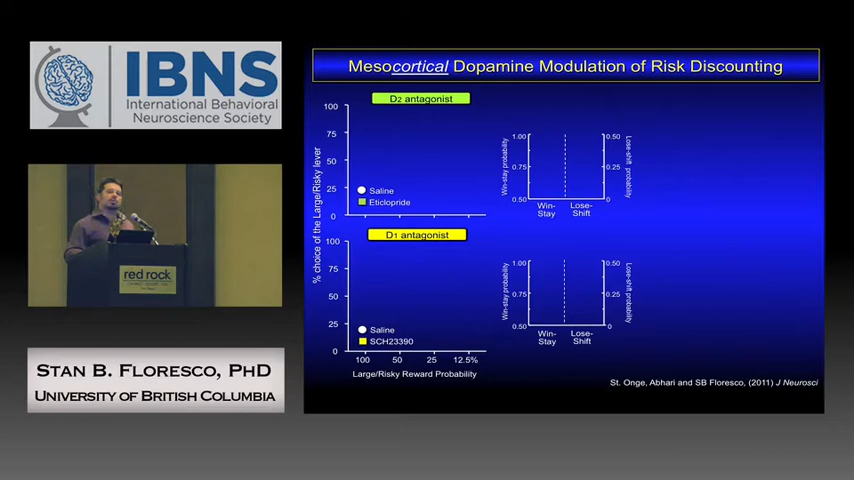 IBNS
International Behavioral
Neuroscience Society
red rock
STAN B. FLORESCO, PHD
UNIVERSITY OF BRITISH COLUMBIA
Mesocortical Dopamine Modulation of Risk Discounting
D2 antagonist
% choice of the Large/Risky lever
100
75
50
25
0
Saline
Eticlopride
Win-stay probability
1.00
0.75
0.50
Win-
Stay
Lose-
Shift
0.50
0.25
0
Lose-shift probability
D1 antagonist
100
75
50
25
0
Saline
SCH23390
100 50 25 12.5%
Large/Risky Reward Probability
Win-stay probability
1.00
0.75
0.50
Win-
Stay
Lose-
Shift
0.50
0.25
0
Lose-shift probability
St. Onge, Abhari and SB Floresco, (2011) J Neurosci